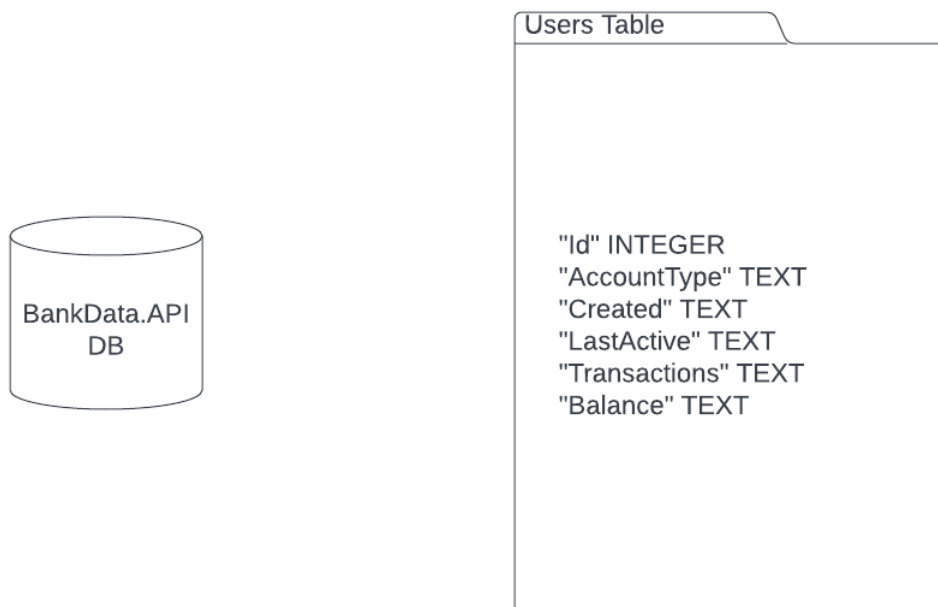 Users Table
BankData.API
DB
"Id" INTEGER
"AccountType" TEXT
"Created" TEXT
"LastActive" TEXT
"Transactions" TEXT
"Balance" TEXT